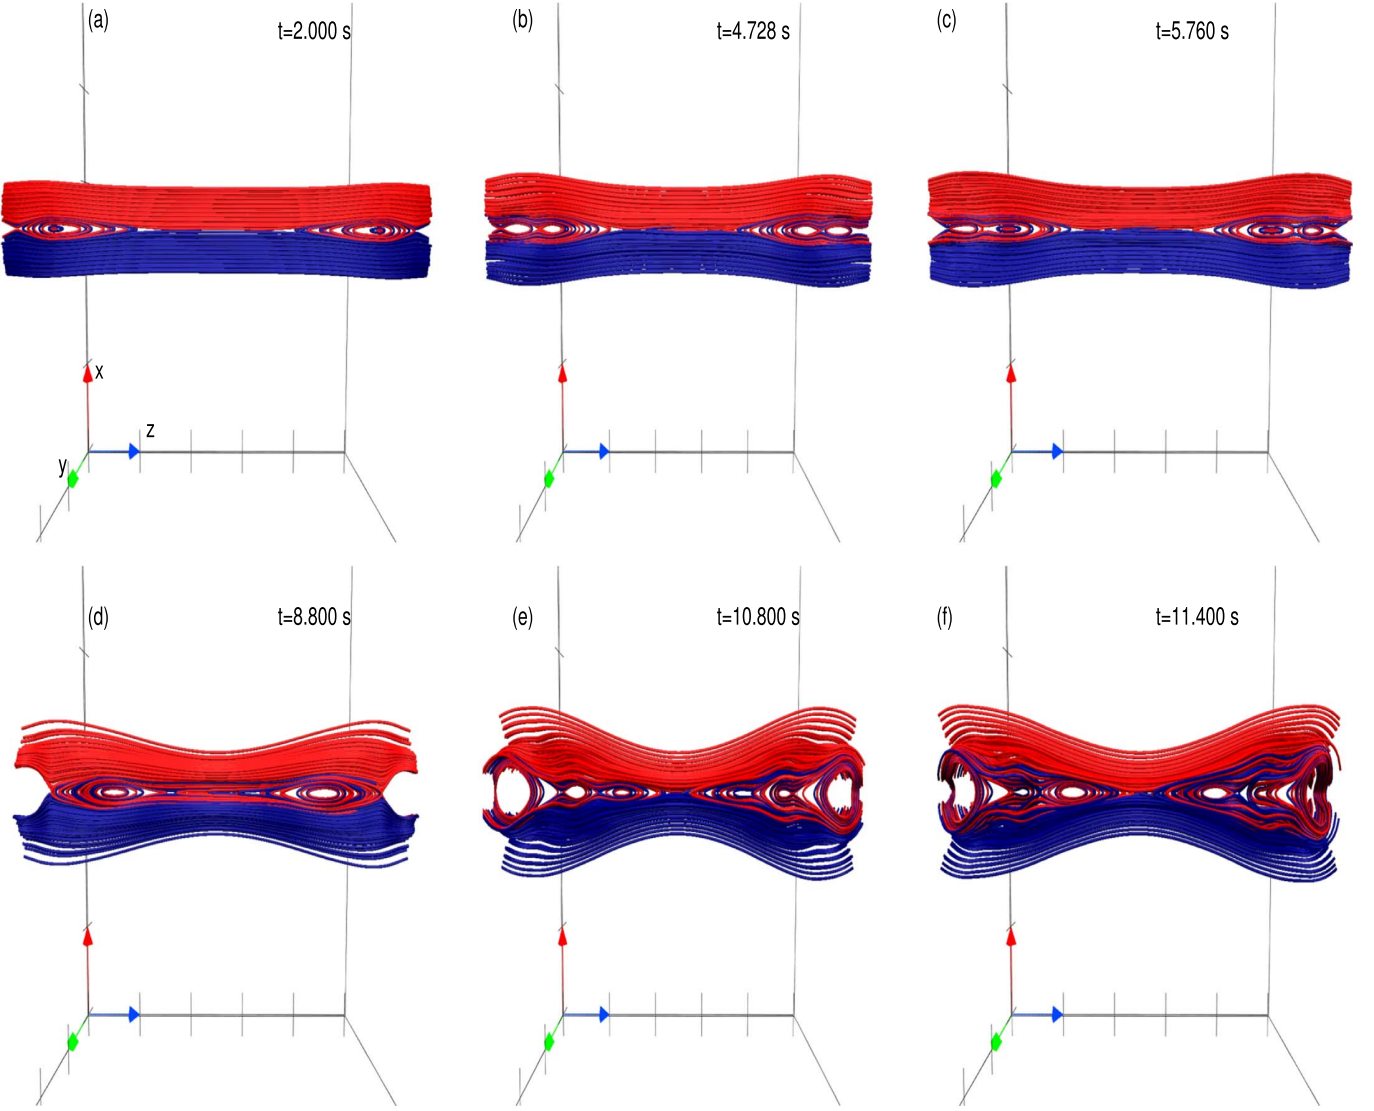 (a) t=2.000 s
(b) t=4.728 s
(c) t=5.760 s
x
z
y
(d) t=8.800 s
(e) t=10.800 s
(f) t=11.400 s